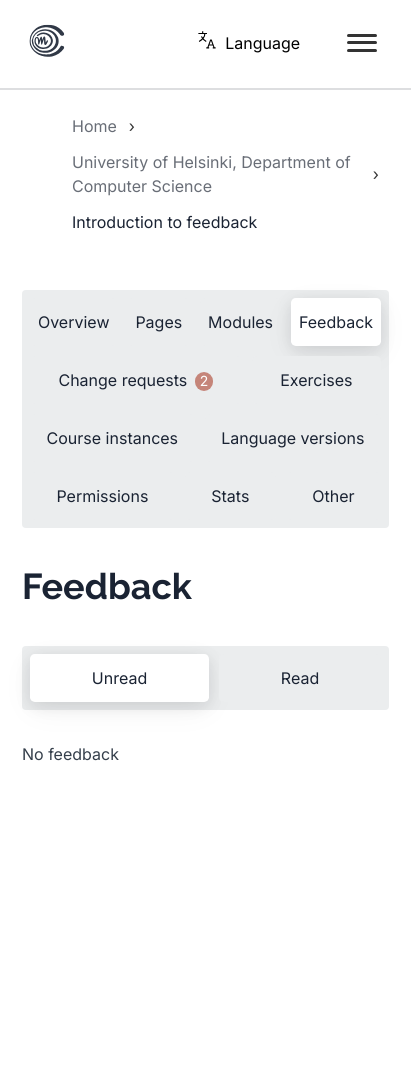 Language
Home ›
University of Helsinki, Department of
Computer Science ›
Introduction to feedback
Overview Pages Modules Feedback
Change requests 2 Exercises
Course instances Language versions
Permissions Stats Other
Feedback
Unread Read
No feedback